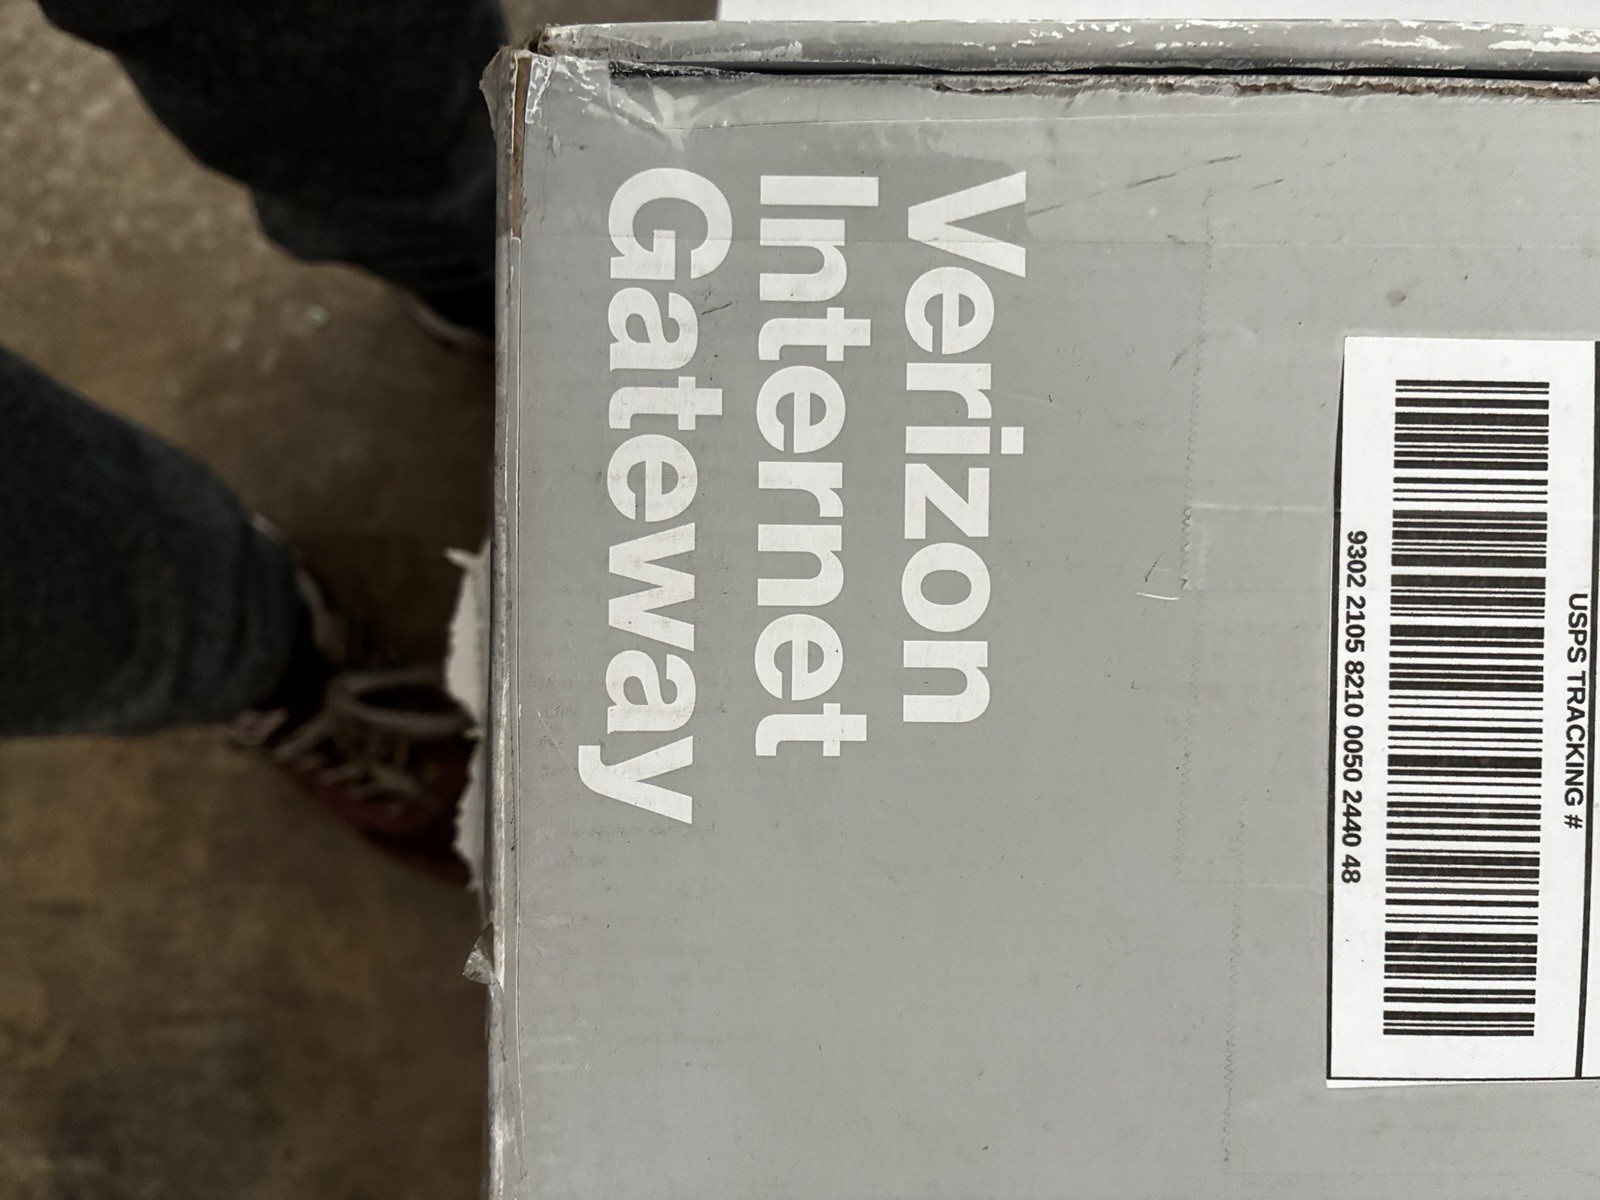 Verizon
Internet
Gateway
USPS TRACKING #
9302 2105 8210 0050 2440 48